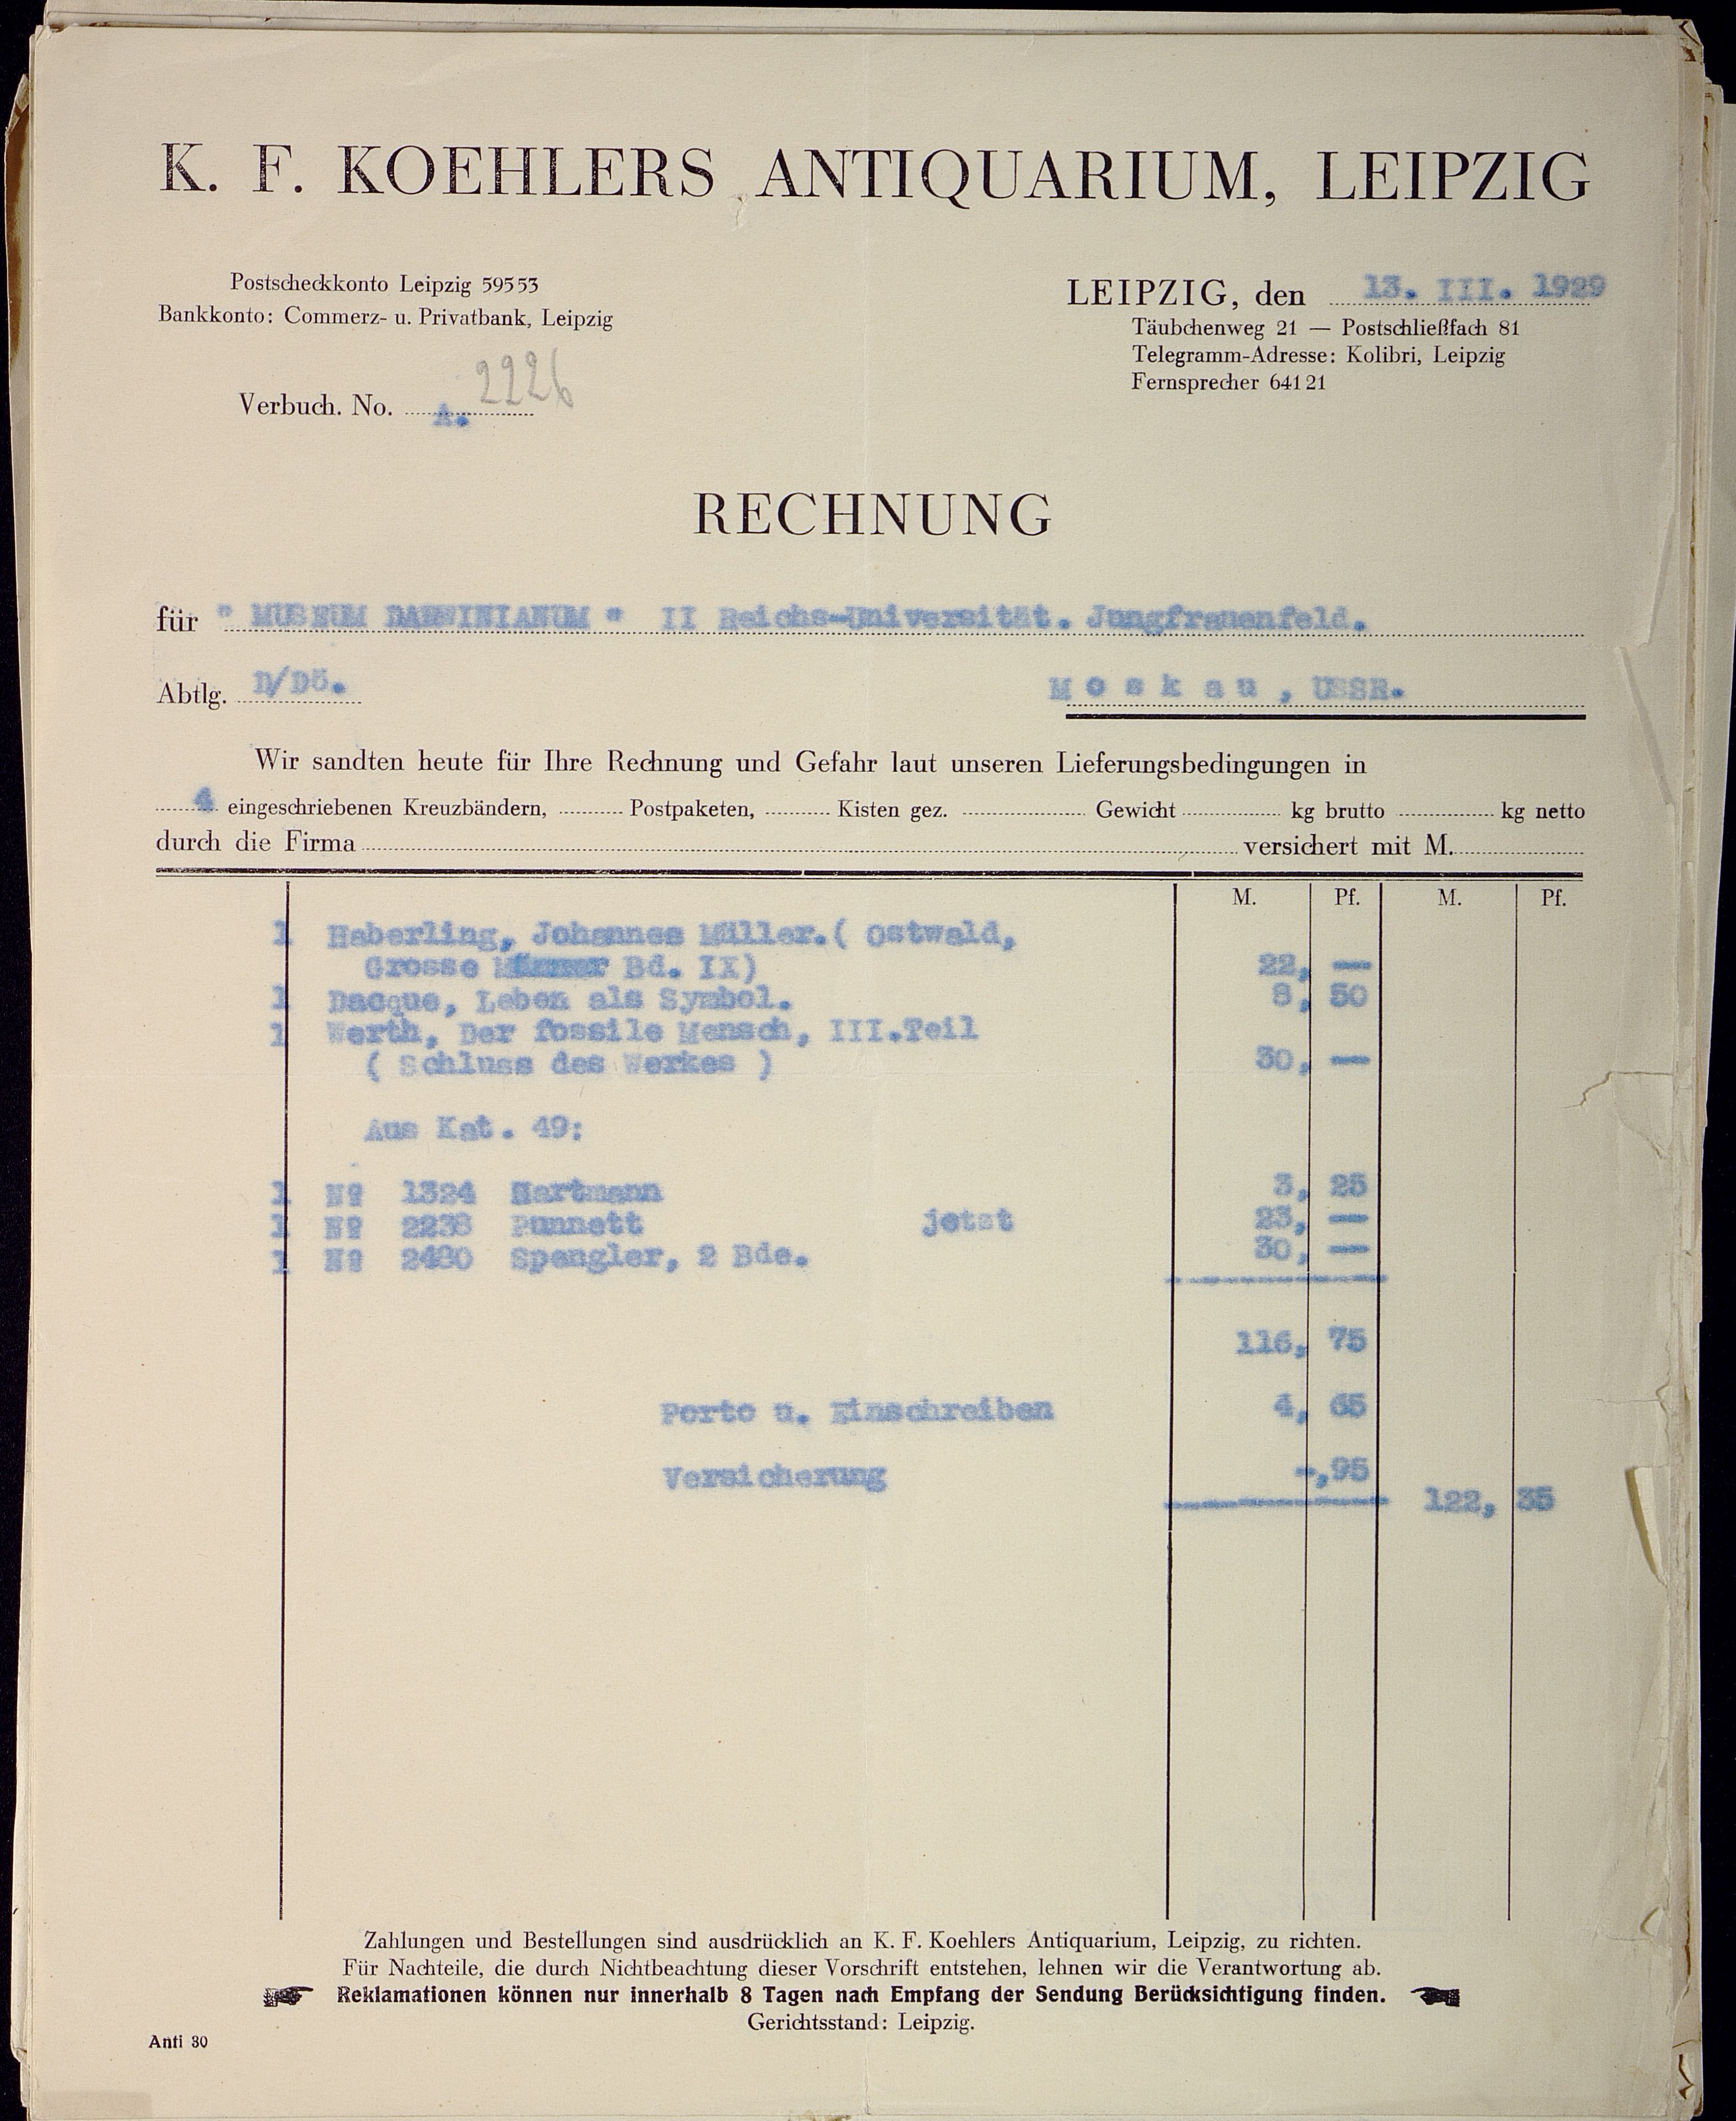 K. F. KOEHLERS ANTIQUARIUM, LEIPZIG
Postscheckkonto Leipzig 59553
Bankkonto: Commerz- u. Privatbank, Leipzig
LEIPZIG, den 13. III. 1929
Täubchenweg 21 — Postschließfach 81
Telegramm-Adresse: Kolibri, Leipzig
Fernsprecher 64121
Verbuch. No. A. 2226
RECHNUNG
für " MUSEUM DARWINIANUM " II Reichs-Universität. Jungfrauenfeld.
Abtlg. D/Dö. Moskau, USSR.
Wir sandten heute für Ihre Rechnung und Gefahr laut unseren Lieferungsbedingungen in
4 eingeschriebenen Kreuzbändern, Postpaketen, Kisten gez. Gewicht kg brutto kg netto
durch die Firma versichert mit M.
M. Pf. M. Pf.
1 Haberling, Johannes Müller.( Ostwald,
Grosse Männer Bd. IX) 22, —
1 Dacque, Leben als Symbol. 8, 50
1 Werth, Der fossile Mensch, III.Teil
( Schluss des Werkes ) 30, —
Aus Kat. 49:
1 Nº 1324 Hartmann 3, 25
1 Nº 2238 Punnett jetzt 23, —
1 Nº 2480 Spengler, 2 Bde. 30, —
116, 75
Porto u. Einschreiben 4, 65
Versicherung -,95
122, 35
Zahlungen und Bestellungen sind ausdrücklich an K. F. Koehlers Antiquarium, Leipzig, zu richten.
Für Nachteile, die durch Nichtbeachtung dieser Vorschrift entstehen, lehnen wir die Verantwortung ab.
Reklamationen können nur innerhalb 8 Tagen nach Empfang der Sendung Berücksichtigung finden.
Gerichtsstand: Leipzig.
Anti 30